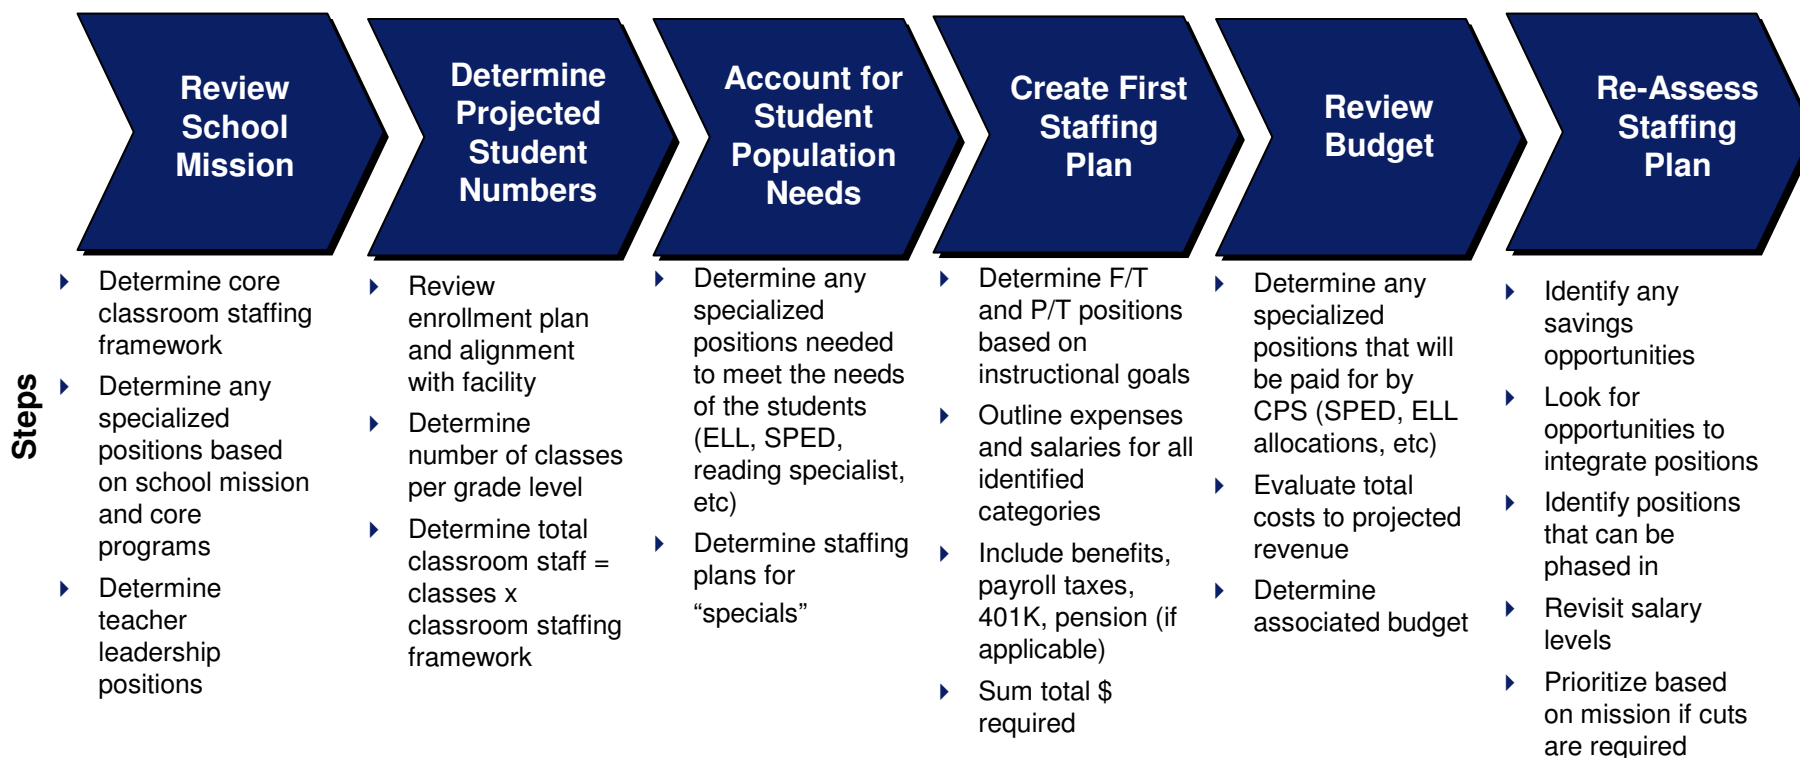 Review
School
Mission
Determine
Projected
Student
Numbers
Account for
Student
Population
Needs
Create First
Staffing
Plan
Review
Budget
Re-Assess
Staffing
Plan
Steps
Determine core
classroom staffing
framework
Determine any
specialized
positions based
on school mission
and core
programs
Determine
teacher
leadership
positions
Review
enrollment plan
and alignment
with facility
Determine
number of classes
per grade level
Determine total
classroom staff =
classes x
classroom staffing
framework
Determine any
specialized
positions needed
to meet the needs
of the students
(ELL, SPED,
reading specialist,
etc)
Determine staffing
plans for
“specials”
Determine F/T
and P/T positions
based on
instructional goals
Outline expenses
and salaries for all
identified
categories
Include benefits,
payroll taxes,
401K, pension (if
applicable)
Sum total $
required
Determine any
specialized
positions that will
be paid for by
CPS (SPED, ELL
allocations, etc)
Evaluate total
costs to projected
revenue
Determine
associated budget
Identify any
savings
opportunities
Look for
opportunities to
integrate positions
Identify positions
that can be
phased in
Revisit salary
levels
Prioritize based
on mission if cuts
are required